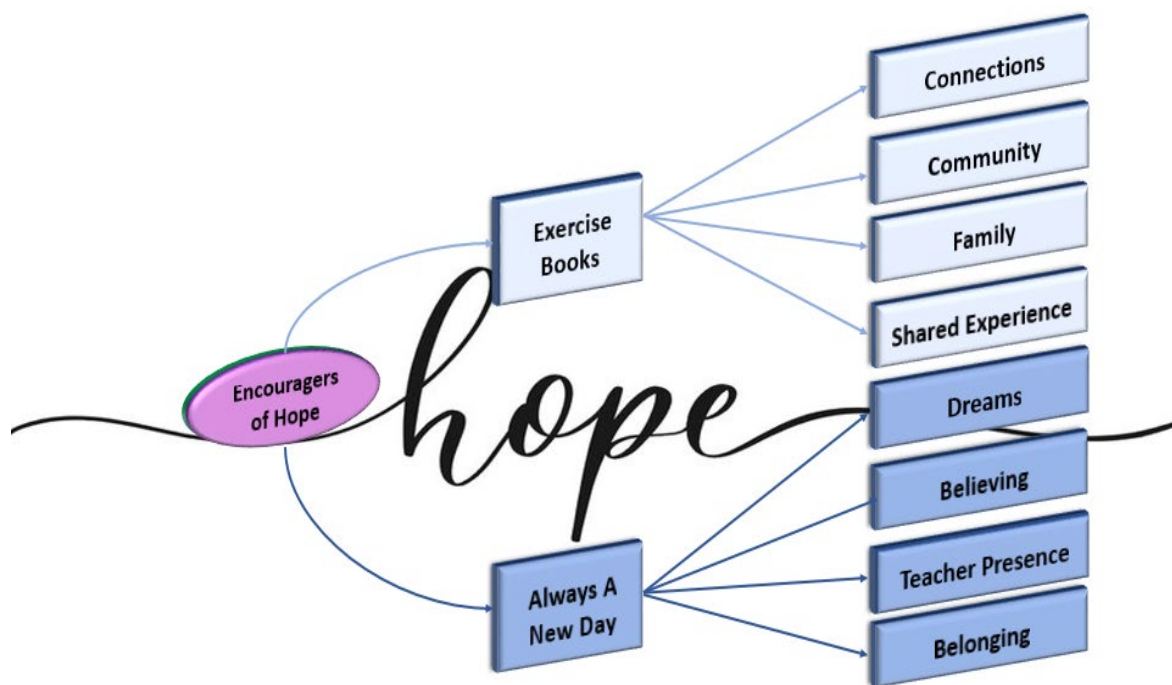 Encouragers
of Hope
hope
Exercise
Books
Always A
New Day
Connections
Community
Family
Shared Experience
Dreams
Believing
Teacher Presence
Belonging